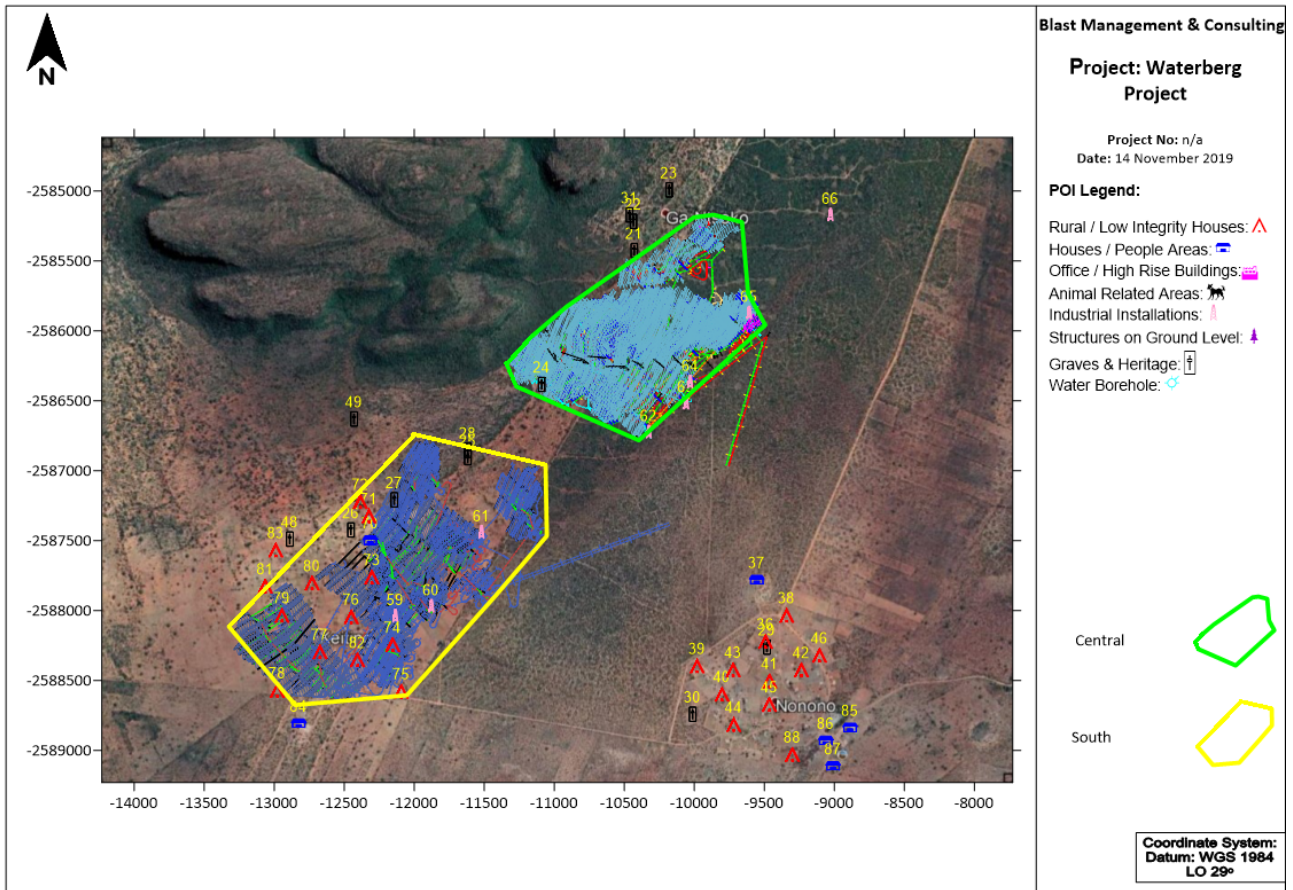 Blast Management & Consulting
Project: Waterberg
Project
Project No: n/a
Date: 14 November 2019
POI Legend:
Rural / Low Integrity Houses:
Houses / People Areas:
Office / High Rise Buildings:
Animal Related Areas:
Industrial Installations:
Structures on Ground Level:
Graves & Heritage:
Water Borehole:
Central
South
Coordinate System:
Datum: WGS 1984
LO 29º
N
-2585000
-2585500
-2586000
-2586500
-2587000
-2587500
-2588000
-2588500
-2589000
-14000 -13500 -13000 -12500 -12000 -11500 -11000 -10500 -10000 -9500 -9000 -8500 -8000
23
31
22
66
21
24
64
62
49
28
27
72
71
26
48
83
61
81
80
73
79
76
59
60
77
82
74
78
75
37
38
36
29
46
39
43
41
42
40
45
30
44
Nonono
85
86
88
87